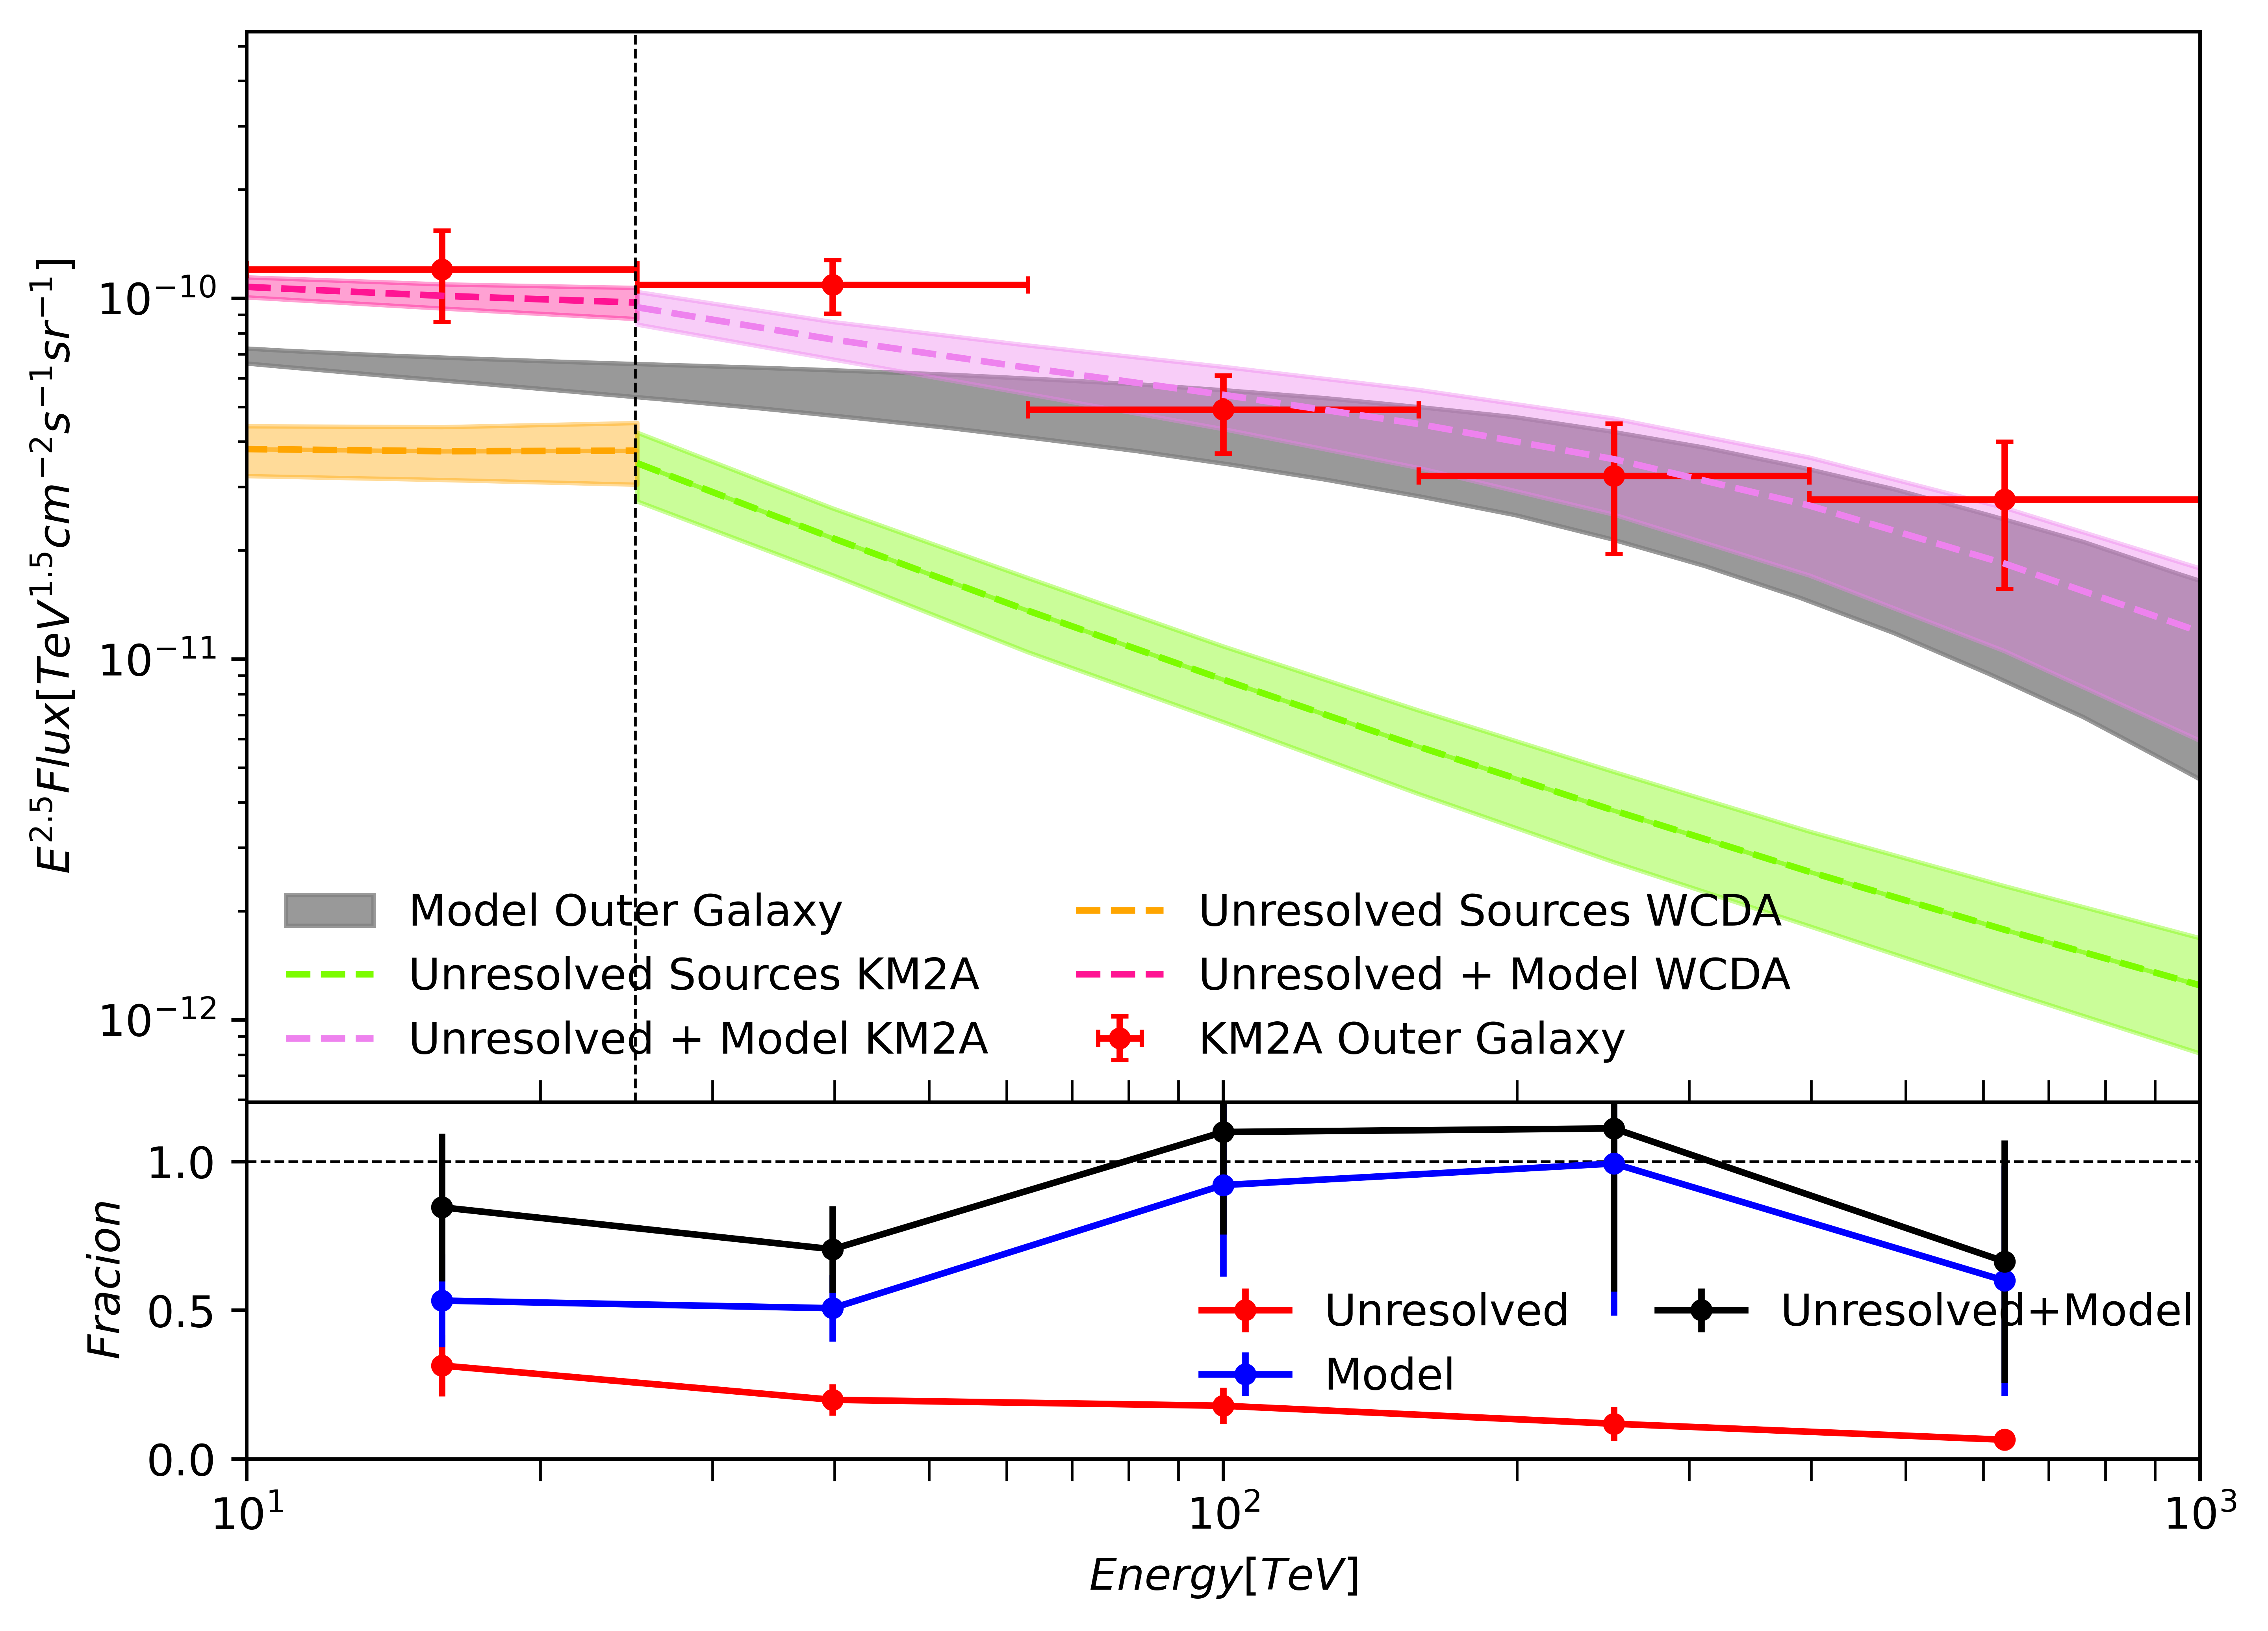 E^{2.5}Flux[TeV^{1.5}cm^{-2}s^{-1}sr^{-1}]
10^{-10}
10^{-11}
10^{-12}
Model Outer Galaxy
Unresolved Sources KM2A
Unresolved + Model KM2A
Unresolved Sources WCDA
Unresolved + Model WCDA
KM2A Outer Galaxy
Fracion
1.0
0.5
0.0
Unresolved
Model
Unresolved+Model
10^1
10^2
10^3
Energy[TeV]